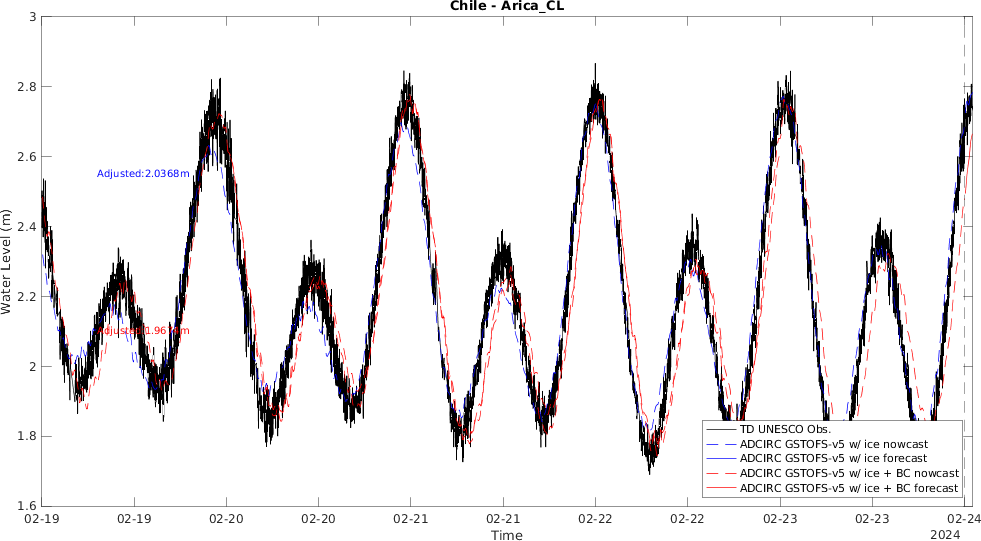 Chile - Arica_CL
3
2.8
2.6
2.4
2.2
2
1.8
1.6
Water Level (m)
Adjusted:2.0368m
TD UNESCO Obs.
ADCIRC GSTOFS-v5 w/ ice nowcast
ADCIRC GSTOFS-v5 w/ ice forecast
ADCIRC GSTOFS-v5 w/ ice + BC nowcast
ADCIRC GSTOFS-v5 w/ ice + BC forecast
02-19 02-19 02-20 02-20 02-21 02-21 02-22 02-22 02-23 02-23 02-24
2024
Time